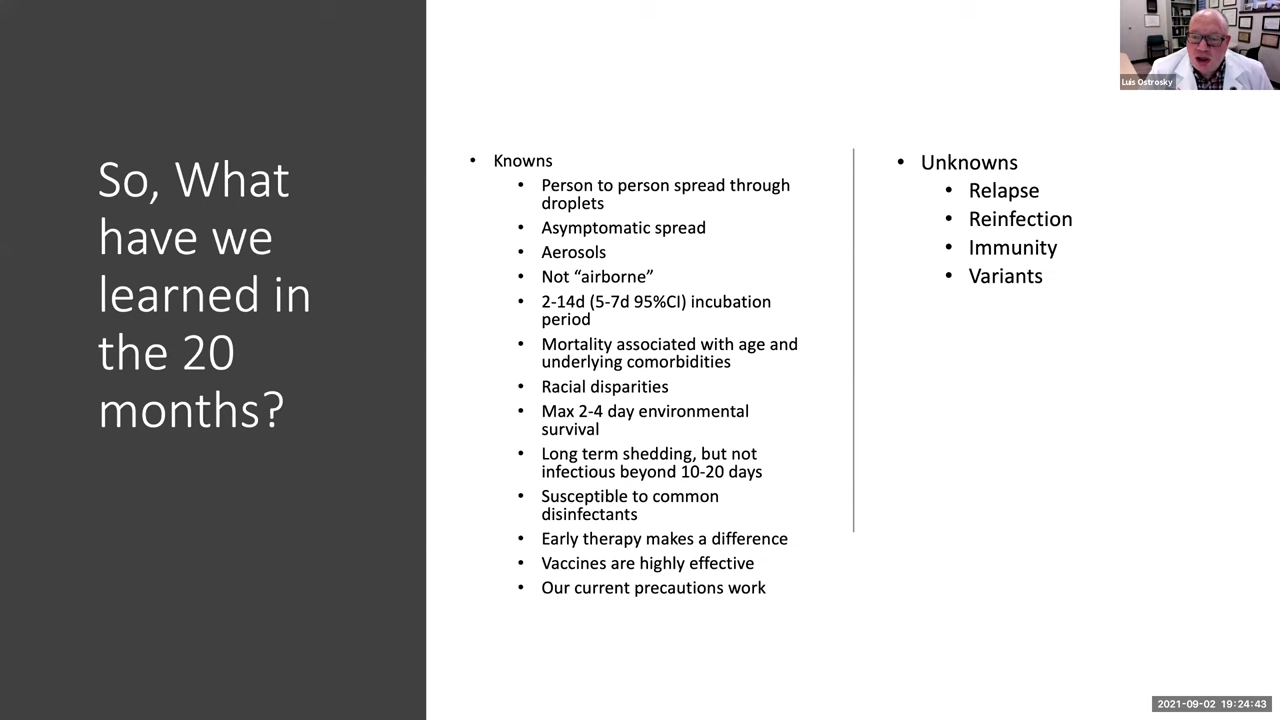 So, What
have we
learned in
the 20
months?
• Knowns
• Person to person spread through
droplets
• Asymptomatic spread
• Aerosols
• Not “airborne”
• 2-14d (5-7d 95%CI) incubation
period
• Mortality associated with age and
underlying comorbidities
• Racial disparities
• Max 2-4 day environmental
survival
• Long term shedding, but not
infectious beyond 10-20 days
• Susceptible to common
disinfectants
• Early therapy makes a difference
• Vaccines are highly effective
• Our current precautions work
• Unknowns
• Relapse
• Reinfection
• Immunity
• Variants
Luis Ostrosky
2021-09-02 19:24:43